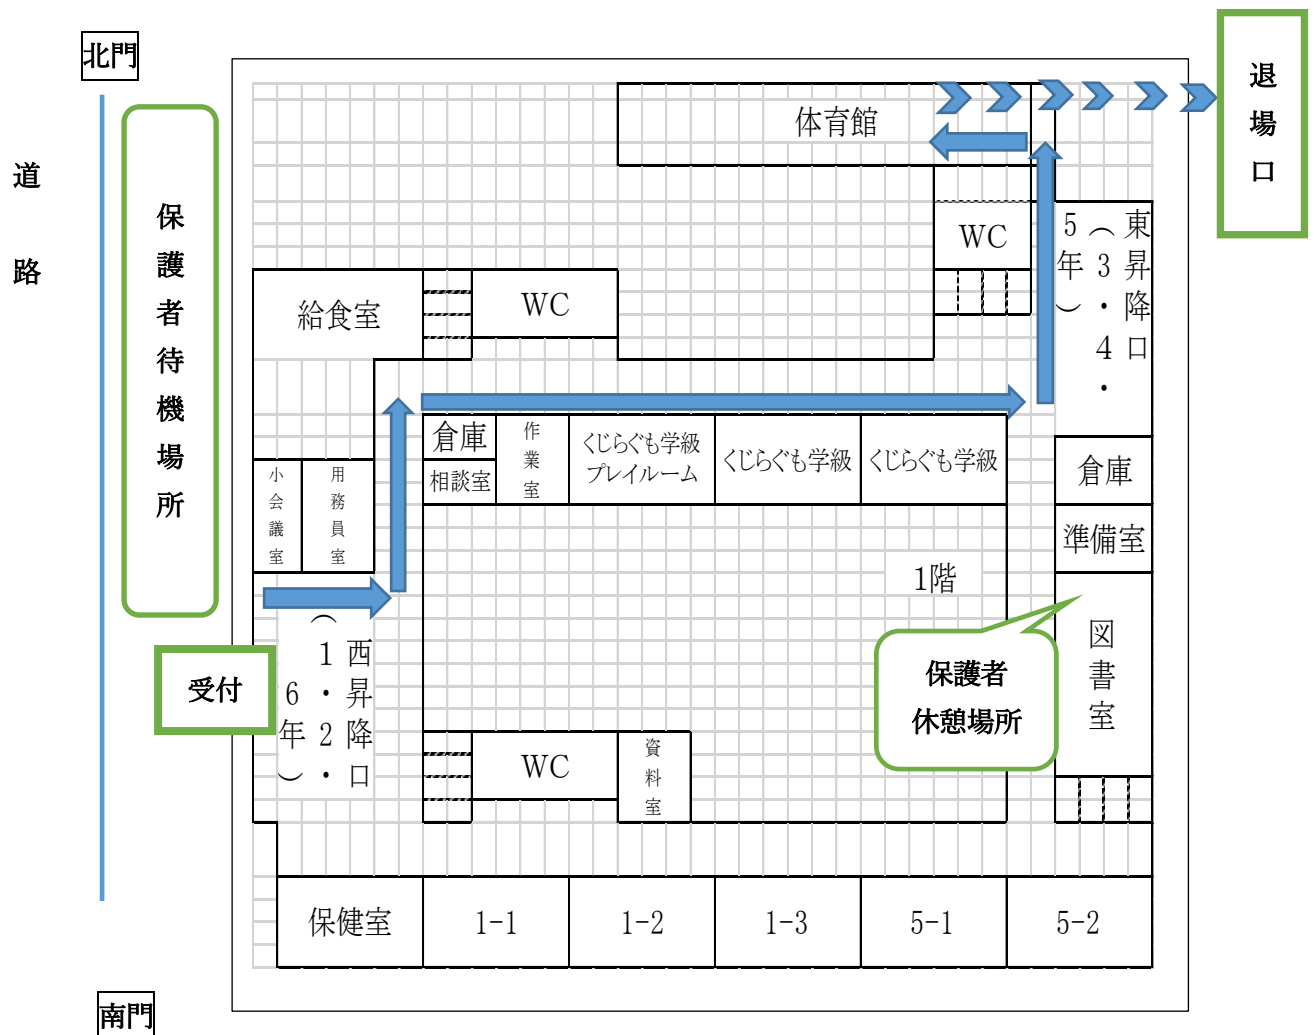 北門
退場口
道路
保護者待機場所
体育館
WC
東昇降口
（3・4・
5年）
給食室
WC
倉庫
相談室
作業室
くじらぐも学級
プレイルーム
くじらぐも学級
くじらぐも学級
倉庫
準備室
小会議室
用務員室
1階
図書室
保護者
休憩場所
受付
西昇降口
（1・2・
6年）
WC
資料室
保健室
1-1
1-2
1-3
5-1
5-2
南門